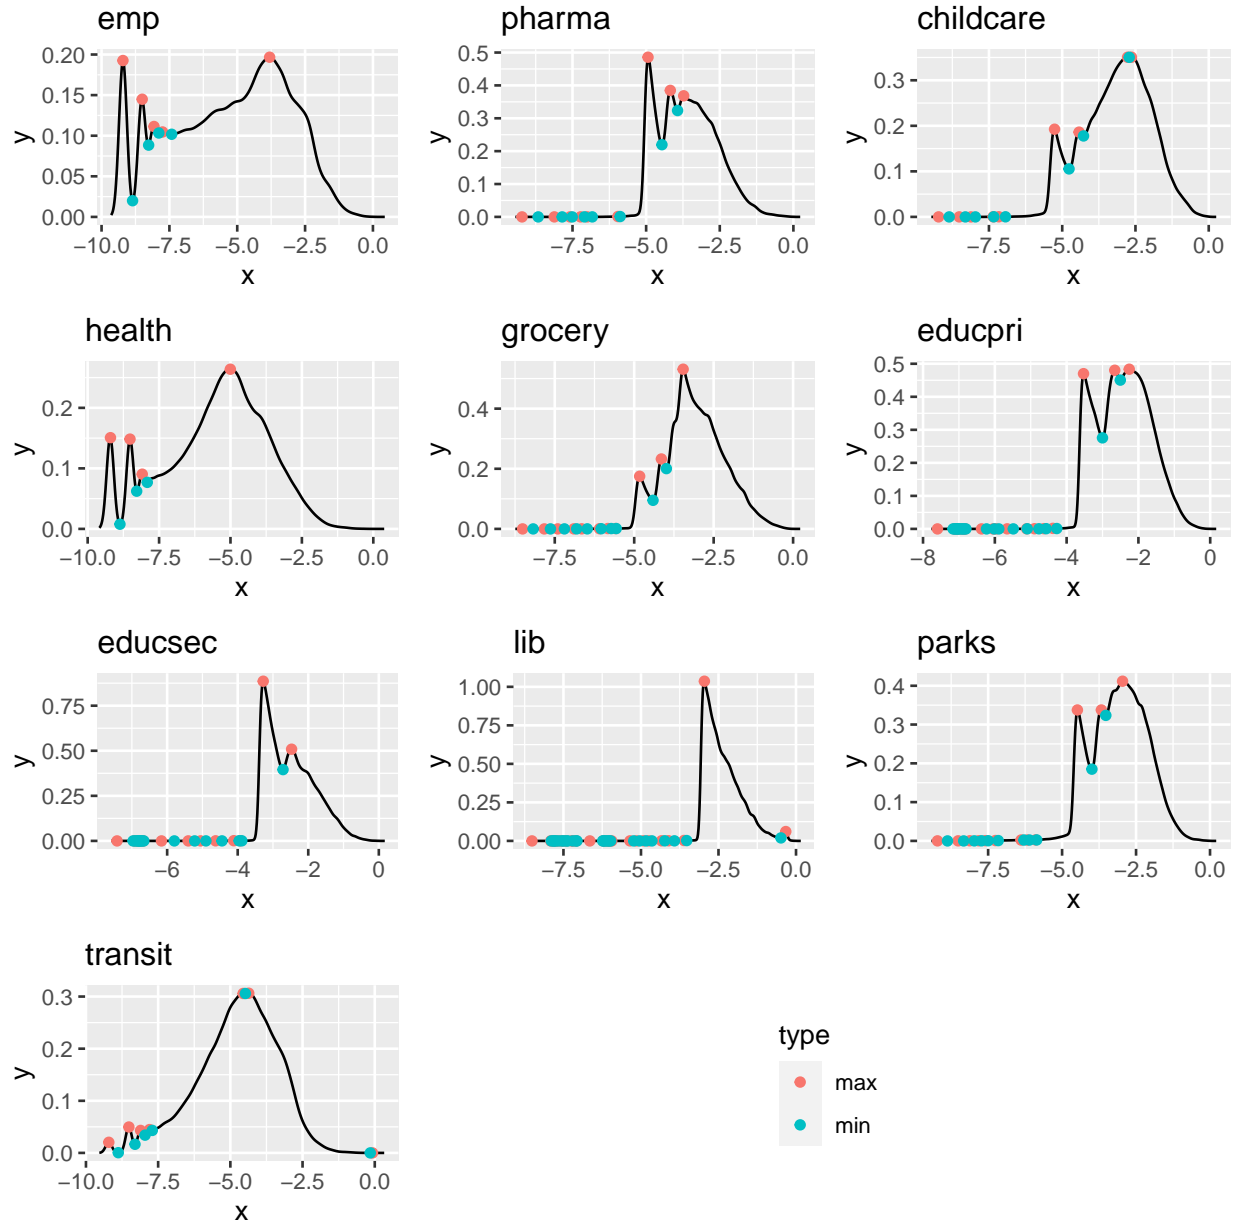 emp
0.20
0.15
0.10
0.05
0.00
y
−10.0 −7.5 −5.0 −2.5 0.0
x
pharma
0.5
0.4
0.3
0.2
0.1
0.0
y
−7.5 −5.0 −2.5 0.0
x
childcare
0.3
0.2
0.1
0.0
y
−7.5 −5.0 −2.5 0.0
x
health
0.2
0.1
0.0
y
−10.0 −7.5 −5.0 −2.5 0.0
x
grocery
0.4
0.2
0.0
y
−7.5 −5.0 −2.5 0.0
x
educpri
0.5
0.4
0.3
0.2
0.1
0.0
y
−8 −6 −4 −2 0
x
educsec
0.75
0.50
0.25
0.00
y
−6 −4 −2 0
x
lib
1.00
0.75
0.50
0.25
0.00
y
−7.5 −5.0 −2.5 0.0
x
parks
0.4
0.3
0.2
0.1
0.0
y
−7.5 −5.0 −2.5 0.0
x
transit
0.3
0.2
0.1
0.0
y
−10.0 −7.5 −5.0 −2.5 0.0
x
type
max
min